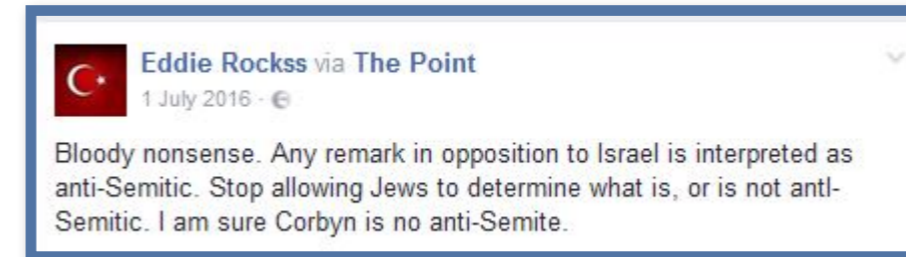 Eddie Rockss via The Point
1 July 2016 ·
Bloody nonsense. Any remark in opposition to Israel is interpreted as
anti-Semitic. Stop allowing Jews to determine what is, or is not antI-
Semitic. I am sure Corbyn is no anti-Semite.